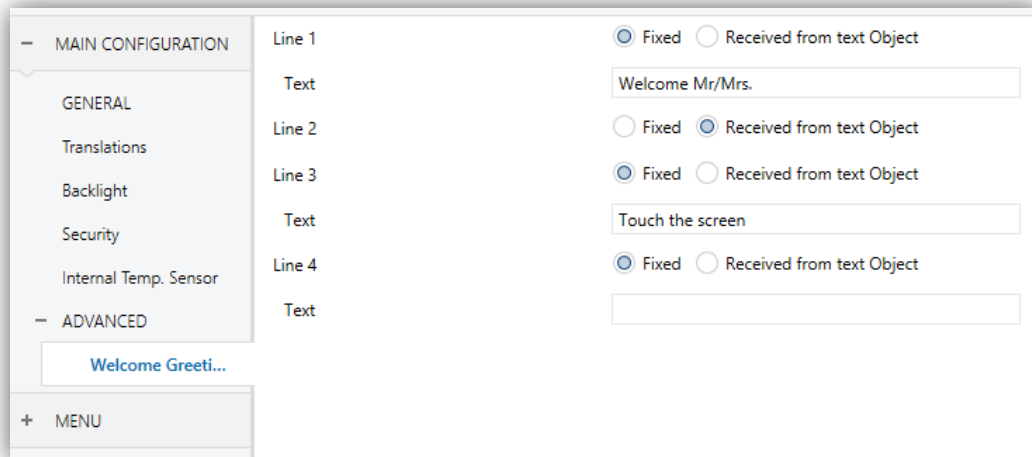 MAIN CONFIGURATION
GENERAL
Translations
Backlight
Security
Internal Temp. Sensor
ADVANCED
Welcome Greeti...
MENU
Line 1 Fixed Received from text Object
Text Welcome Mr/Mrs.
Line 2 Fixed Received from text Object
Line 3 Fixed Received from text Object
Text Touch the screen
Line 4 Fixed Received from text Object
Text